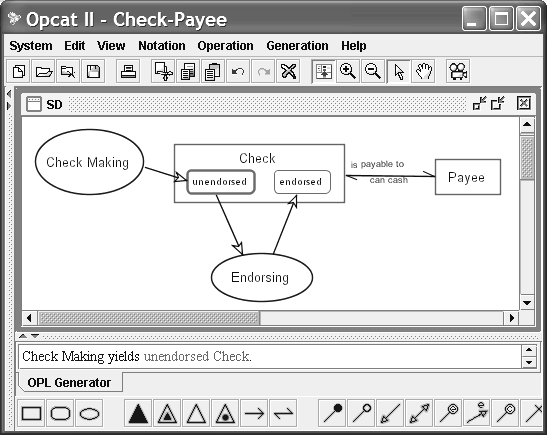 Opcat II - Check-Payee
System Edit View Notation Operation Generation Help
SD
Check Making
Check
unendorsed
endorsed
is payable to
can cash
Payee
Endorsing
Check Making yields unendorsed Check.
OPL Generator
e